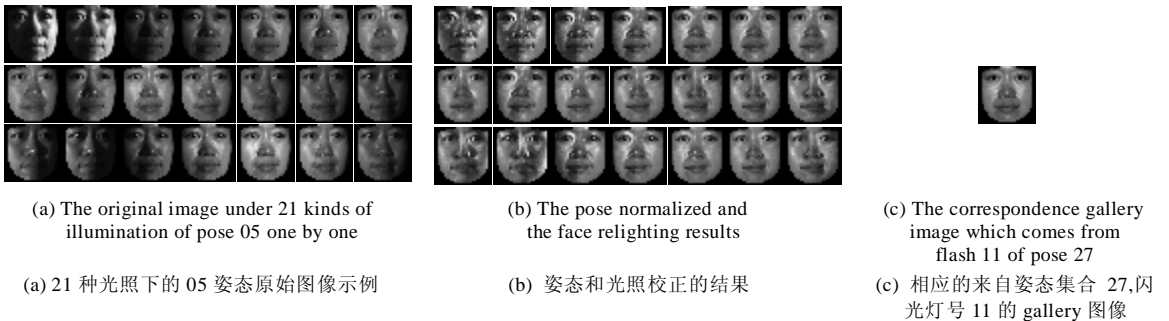 (a) The original image under 21 kinds of
illumination of pose 05 one by one
(b) The pose normalized and
the face relighting results
(c) The correspondence gallery
image which comes from
flash 11 of pose 27
(a) 21 种光照下的 05 姿态原始图像示例
(b) 姿态和光照校正的结果
(c) 相应的来自姿态集合 27,闪
光灯号 11 的 gallery 图像